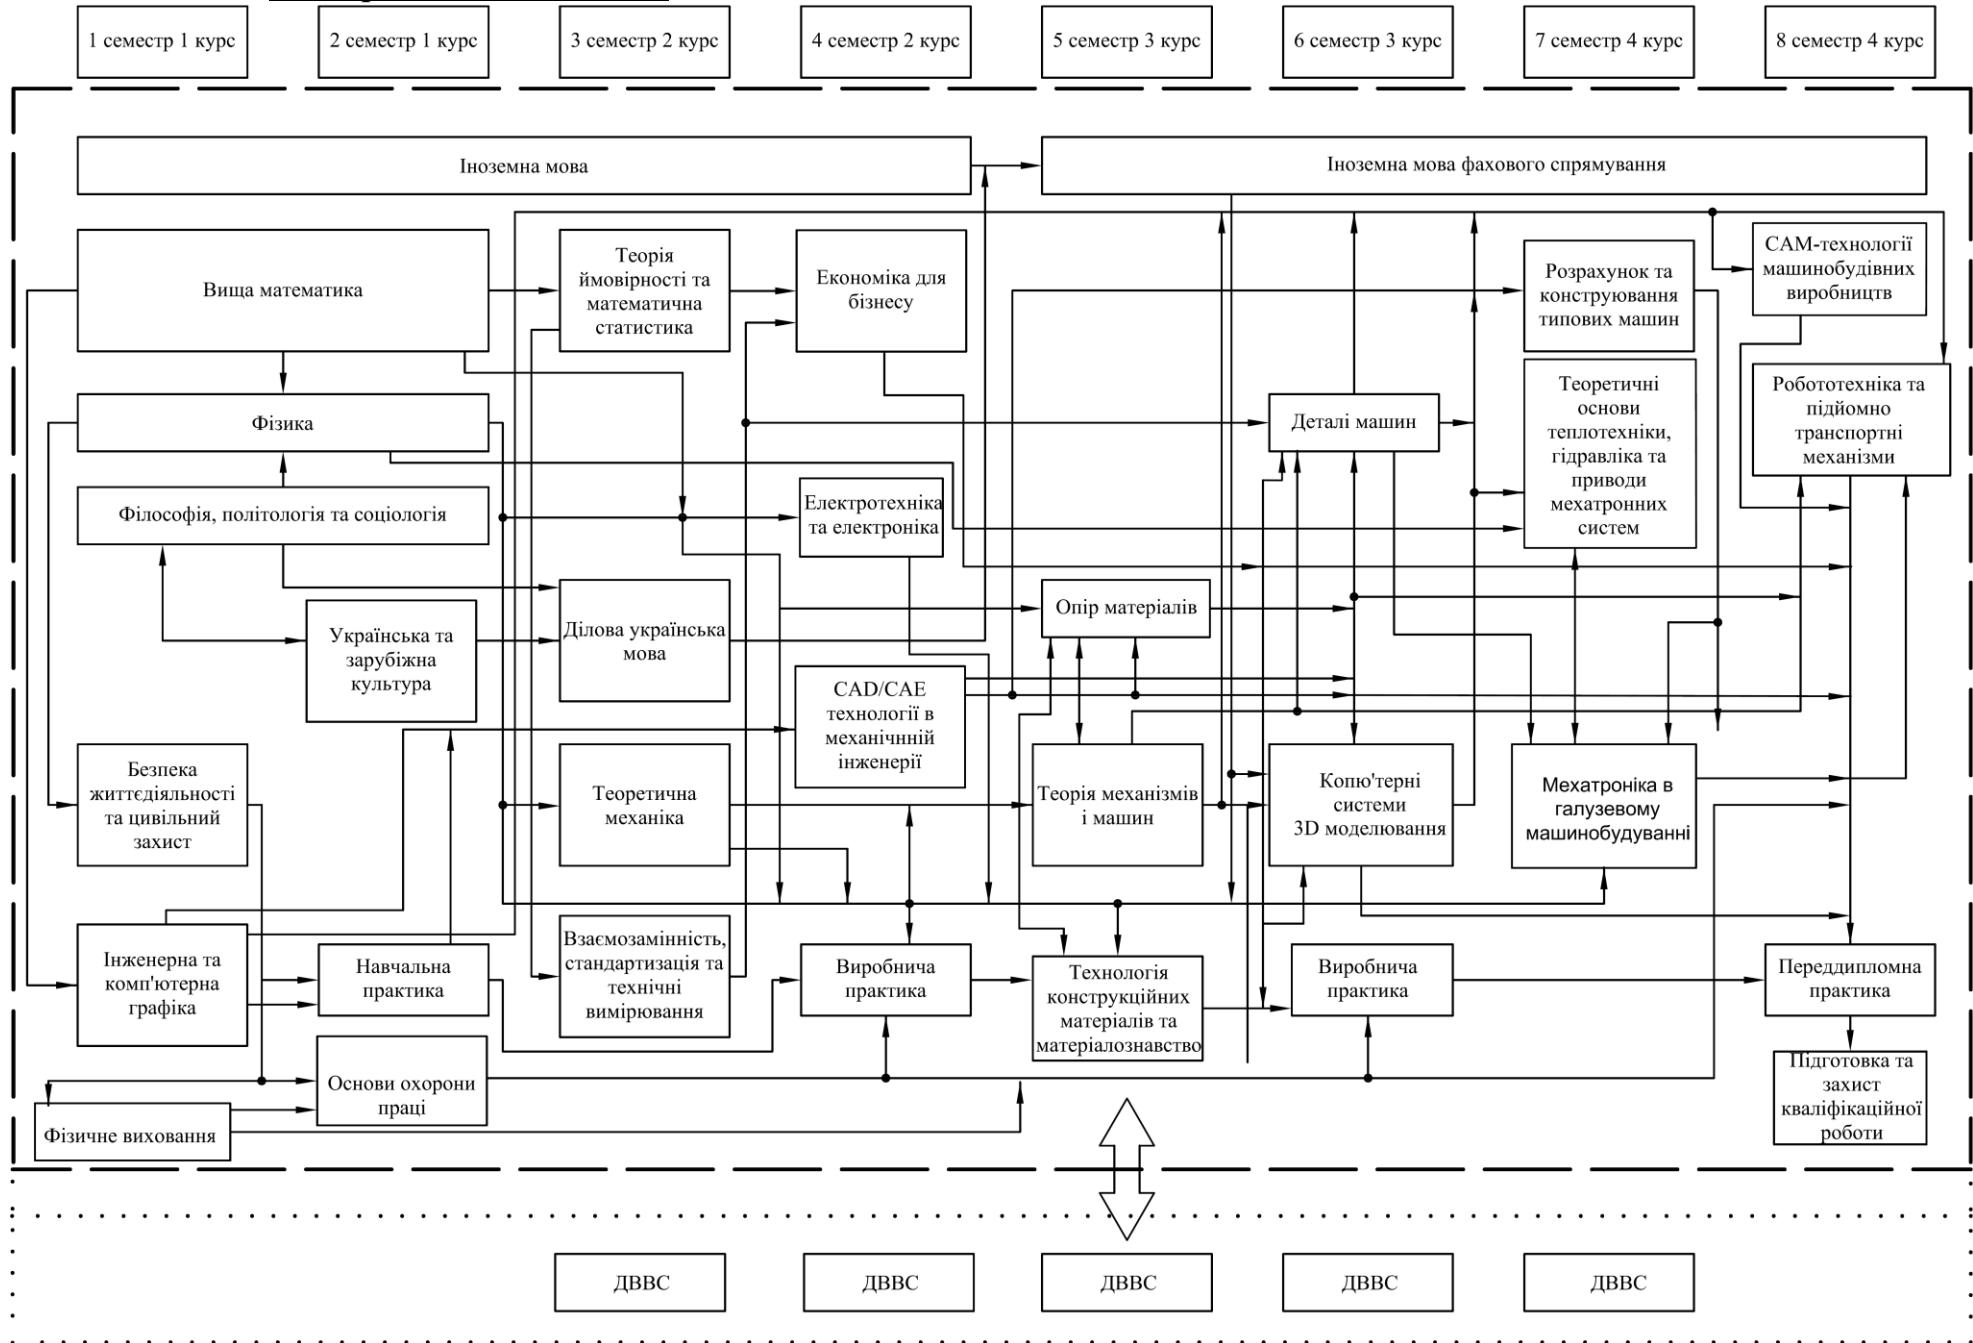 1 семестр 1 курс
2 семестр 1 курс
3 семестр 2 курс
4 семестр 2 курс
5 семестр 3 курс
6 семестр 3 курс
7 семестр 4 курс
8 семестр 4 курс
Іноземна мова
Іноземна мова фахового спрямування
Вища математика
Теорія
ймовірності та
математична
статистика
Економіка для
бізнесу
Розрахунок та
конструювання
типових машин
САМ-технології
машинобудівних
виробництв
Фізика
Деталі машин
Теоретичні
основи
теплотехніки,
гідравліка та
приводи
мехатронних
систем
Робототехніка та
підйомно
транспортні
механізми
Філософія, політологія та соціологія
Електротехніка
та електроніка
Українська та
зарубіжна
культура
Ділова українська
мова
Опір матеріалів
CAD/CAE
технології в
механічнній
інженерії
Безпека
життєдіяльності
та цивільний
захист
Теоретична
механіка
Теорія механізмів
і машин
Копю'терні
системи
3D моделювання
Мехатроніка в
галузевому
машинобудуванні
Інженерна та
комп'ютерна
графіка
Навчальна
практика
Взаємозамінність,
стандартизація та
технічні
вимірювання
Виробнича
практика
Технологія
конструкційних
матеріалів та
матеріалознавство
Виробнича
практика
Переддипломна
практика
Основи охорони
праці
Фізичне виховання
Підготовка та
захист
кваліфікаційної
роботи
ДВВС
ДВВС
ДВВС
ДВВС
ДВВС